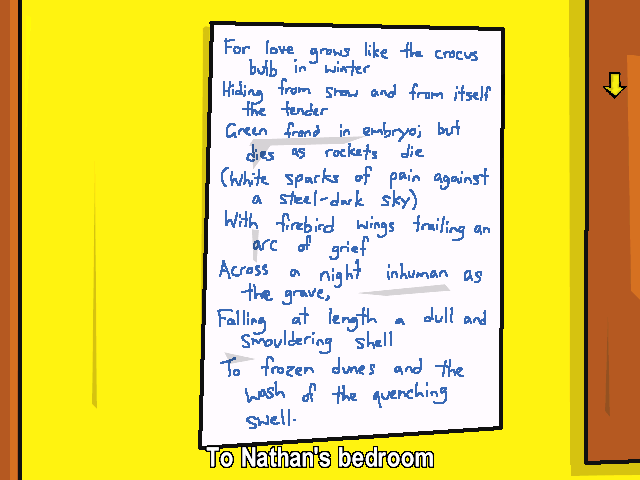 For love grows like the crocus
bulb in winter
Hiding from snow and from itself
the tender
Green frond in embryo; but
dies as rockets die
(White sparks of pain against
a steel-dark sky)
With firebird wings trailing an
arc of grief
Across a night inhuman as
the grave,
Falling at length a dull and
smouldering shell
To frozen dunes and the
wash of the quenching
swell.
To Nathan's bedroom